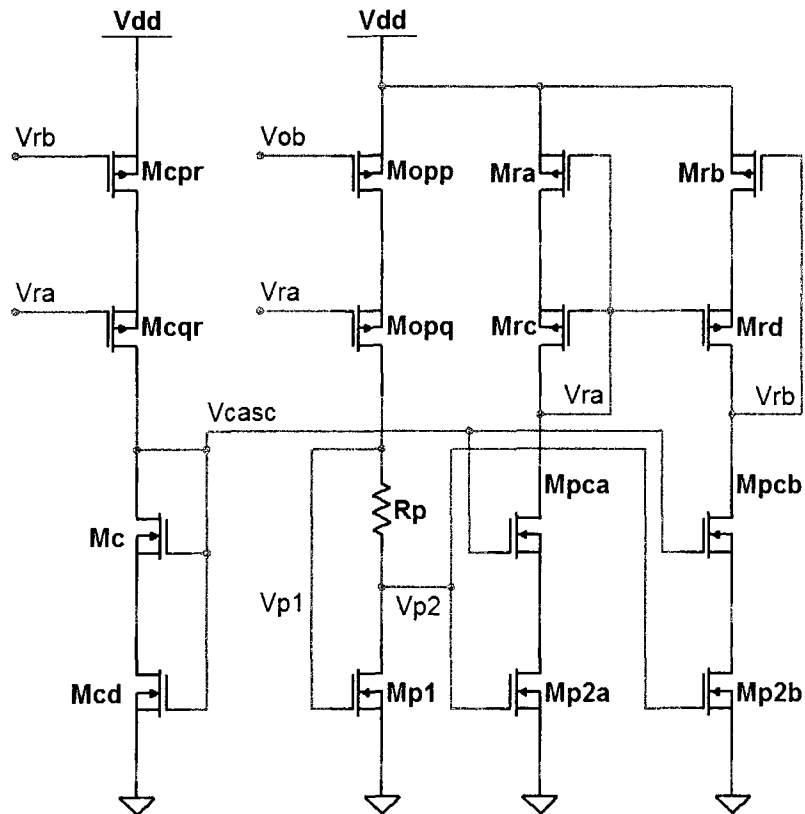 Vdd Vdd
Vrb Vob
Mcpr Mopp Mra Mrb
Vra Vra
Mcqr Mopq Mrc Mrd
Vra Vrb
Vcasc
Mpca Mpcb
Rp
Mc
Vp1 Vp2
Mcd Mp1 Mp2a Mp2b